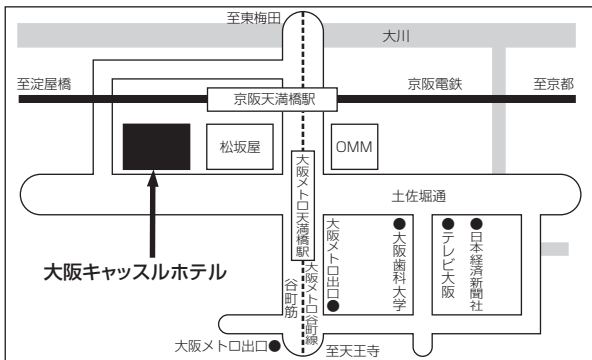 至東梅田
大川
至淀屋橋
京阪天満橋駅
京阪電鉄
至京都
松坂屋
大阪メトロ天満橋駅
OMM
土佐堀通
大阪キャッスルホテル
谷町筋
大阪メトロ谷町線
大阪メトロ出口
大阪歯科大学
テレビ大阪
日本経済新聞社
大阪メトロ出口
至天王寺